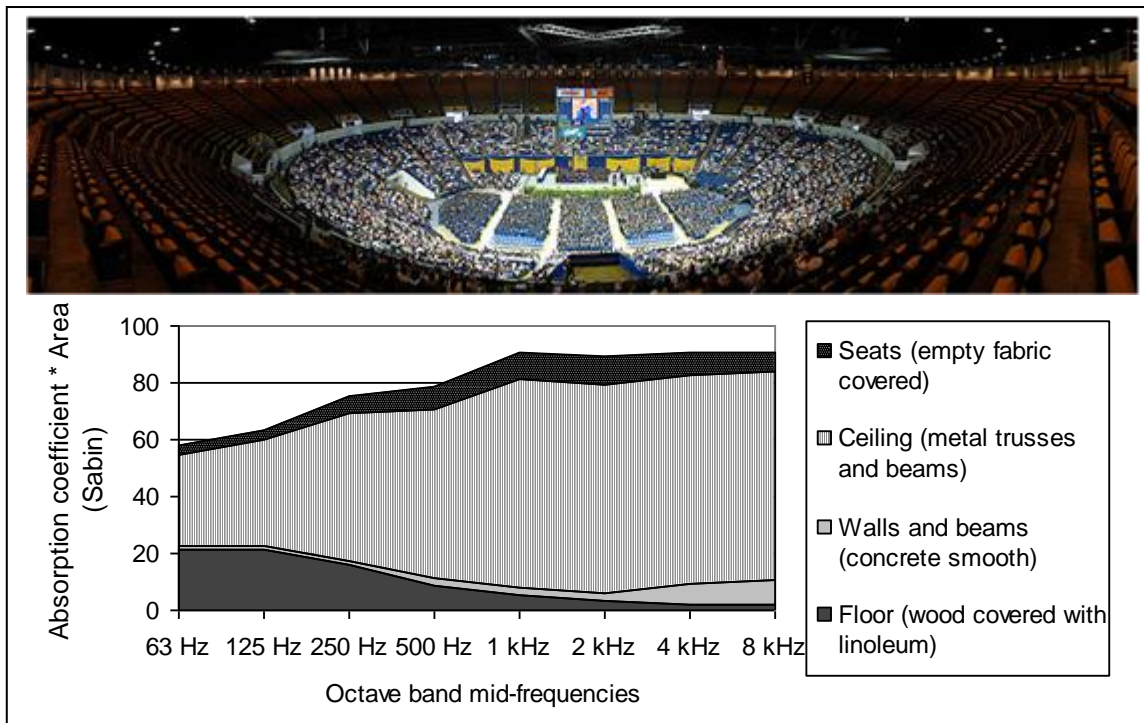 100
80
60
40
20
0
Absorption coefficient * Area
(Sabin)
63 Hz 125 Hz 250 Hz 500 Hz 1 kHz 2 kHz 4 kHz 8 kHz
Octave band mid-frequencies
Seats (empty fabric
covered)
Ceiling (metal trusses
and beams)
Walls and beams
(concrete smooth)
Floor (wood covered with
linoleum)